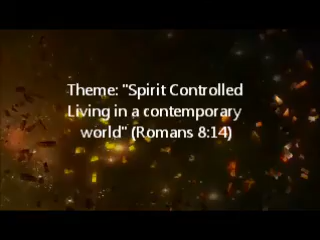 Theme: "Spirit Controlled
Living in a contemporary
world" (Romans 8:14)